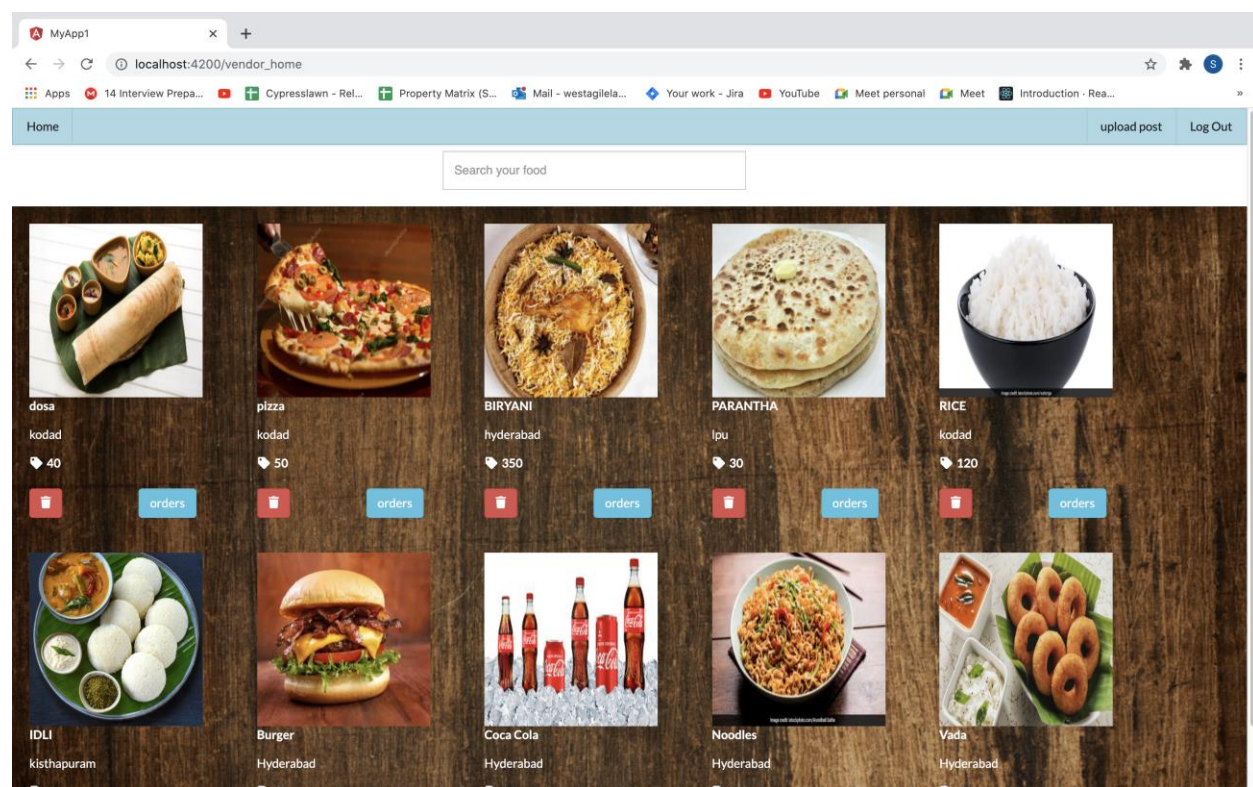 MyApp1
localhost:4200/vendor_home
S
Apps 14 Interview Prepa... Cypresslawn - Rel... Property Matrix (S... Mail - westagilela... Your work - Jira YouTube Meet personal Meet Introduction · Rea... »
Home upload post Log Out
Search your food
dosa pizza BIRYANI PARANTHA RICE
kodad kodad hyderabad lpu kodad
40 50 350 30 120
orders orders orders orders orders
IDLI Burger Coca Cola Noodles Vada
kisthapuram Hyderabad Hyderabad Hyderabad Hyderabad